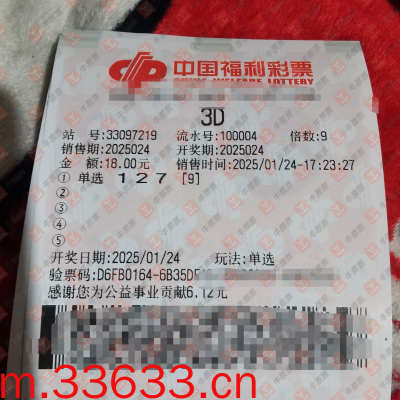 中国福利彩票
CHINA WELFARE LOTTERY
3D
站 号:33097219 流水号:100004 倍数:9
销售期:2025024 开奖期:2025024
金 额:18.00元 销售时间:2025/01/24-17:23:27
① 单选 1 2 7 [9]
②
③
④
⑤
开奖日期:2025/01/24 玩法:单选
验票码:D6FB0164-6B35DF
感谢您为公益事业贡献6.12元
m.33633.cn